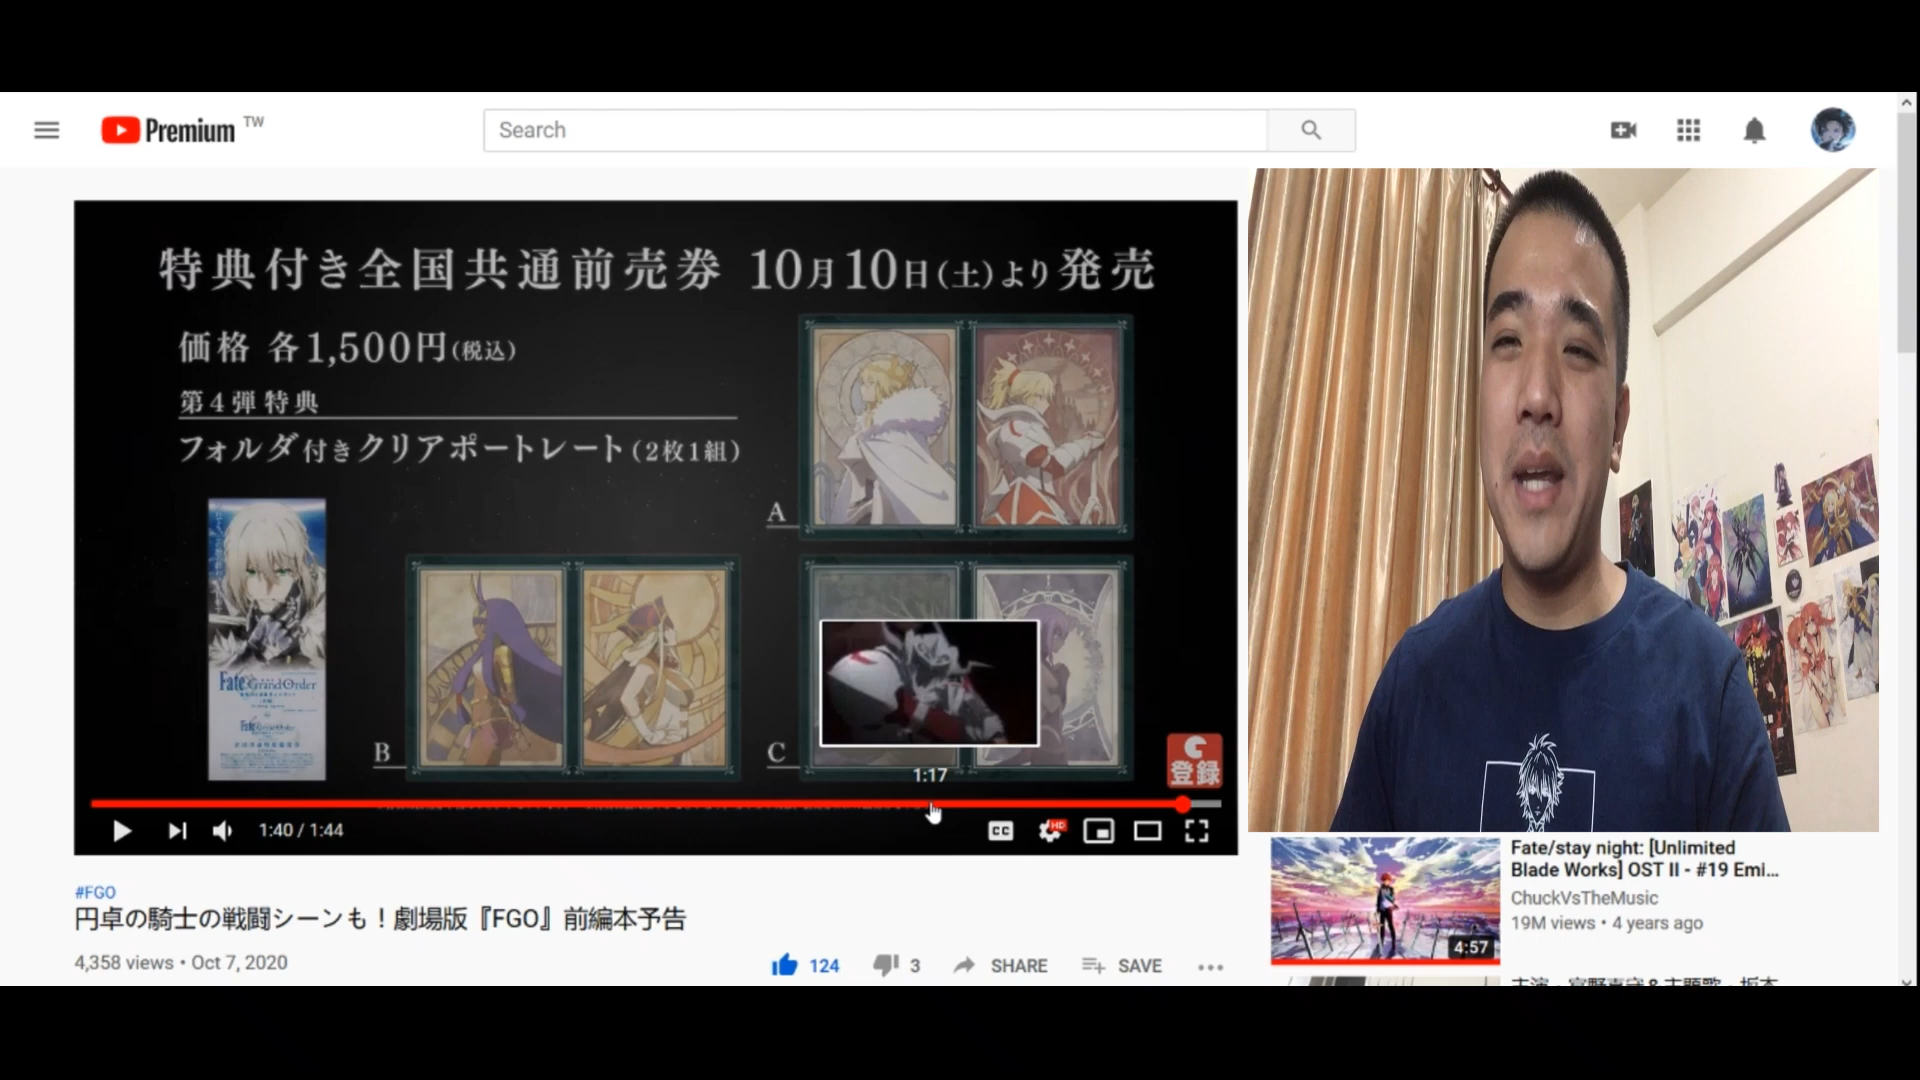 Premium TW
Search
特典付き全国共通前売券 10月10日(土)より発売
価格 各1,500円(税込)
第4弾特典
フォルダ付きクリアポートレート(2枚1組)
A
B
C
Fate/Grand Order
登録
1:17
1:40 / 1:44
CC
HD
#FGO
円卓の騎士の戦闘シーンも！劇場版『FGO』前編本予告
4,358 views • Oct 7, 2020
124
3
SHARE
SAVE
4:57
Fate/stay night: [Unlimited
Blade Works] OST II - #19 Emi...
ChuckVsTheMusic
19M views • 4 years ago